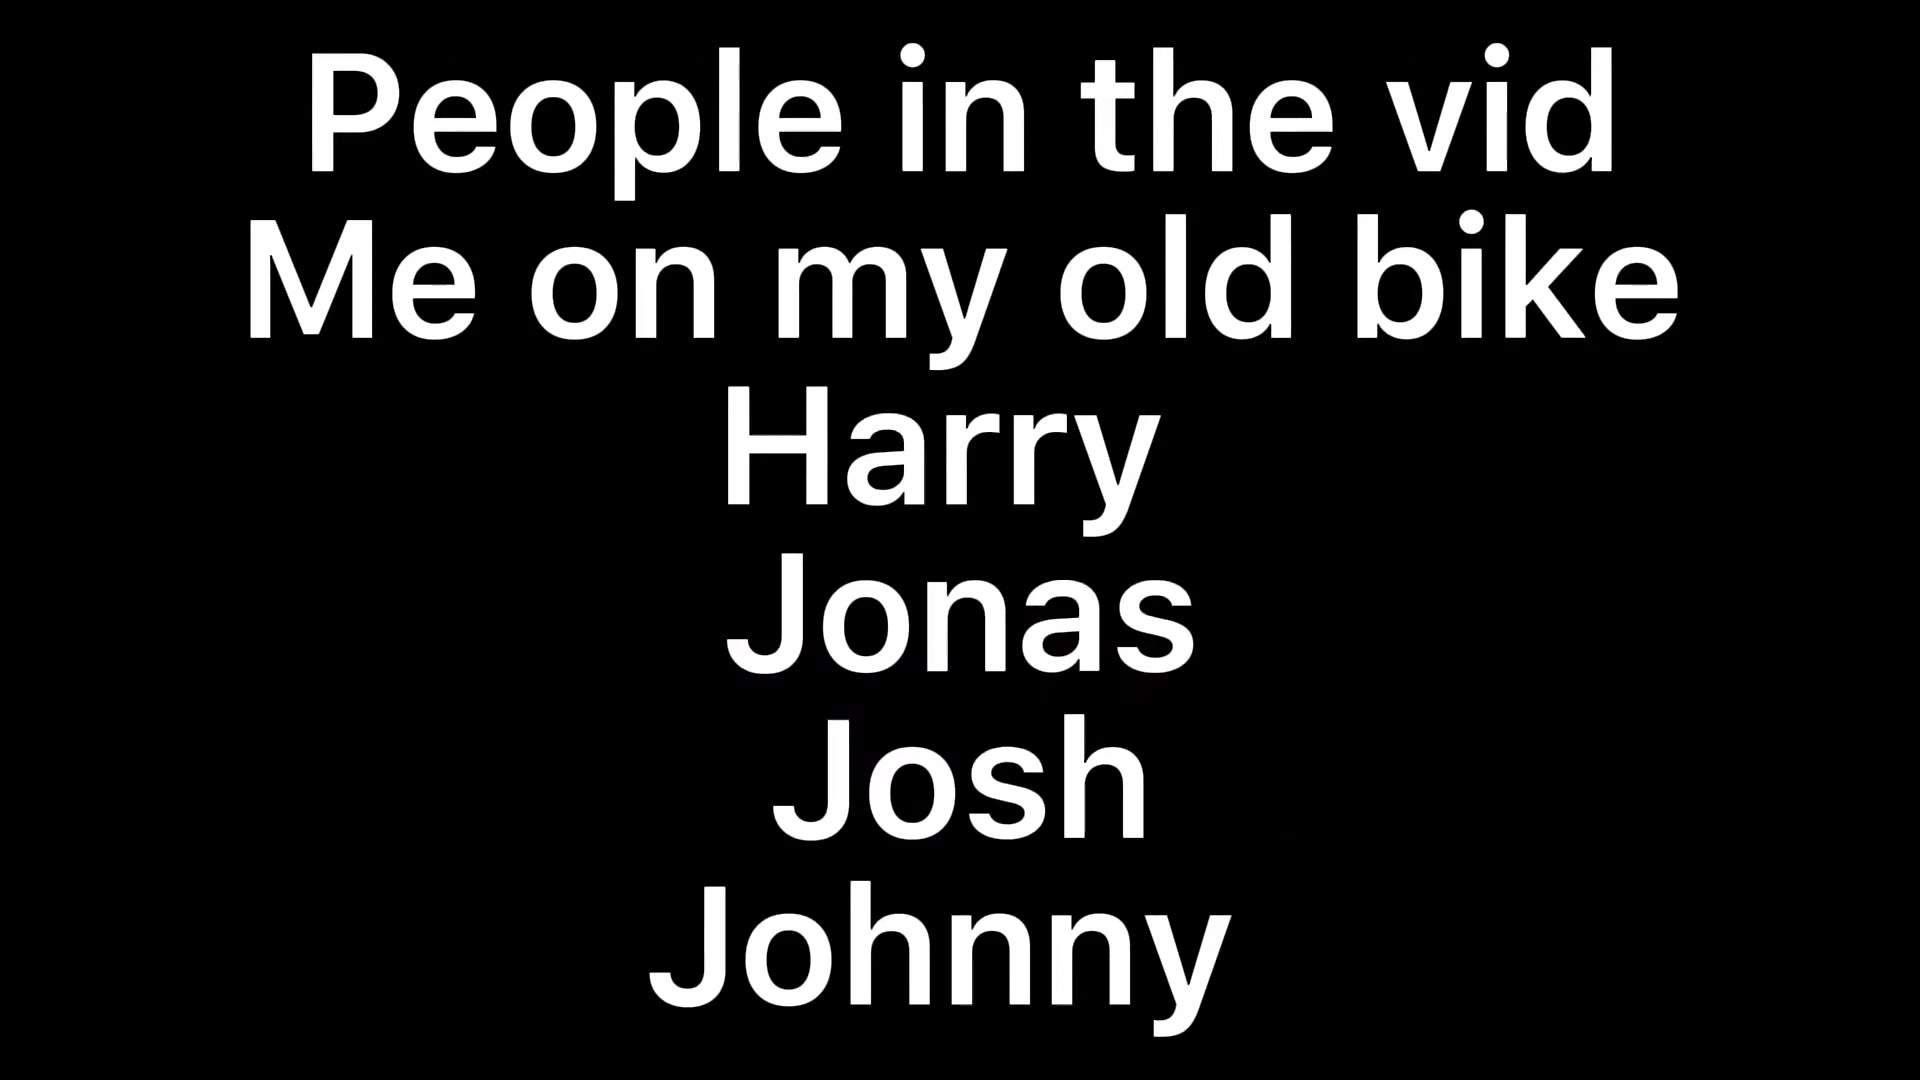 People in the vid
Me on my old bike
Harry
Jonas
Josh
Johnny